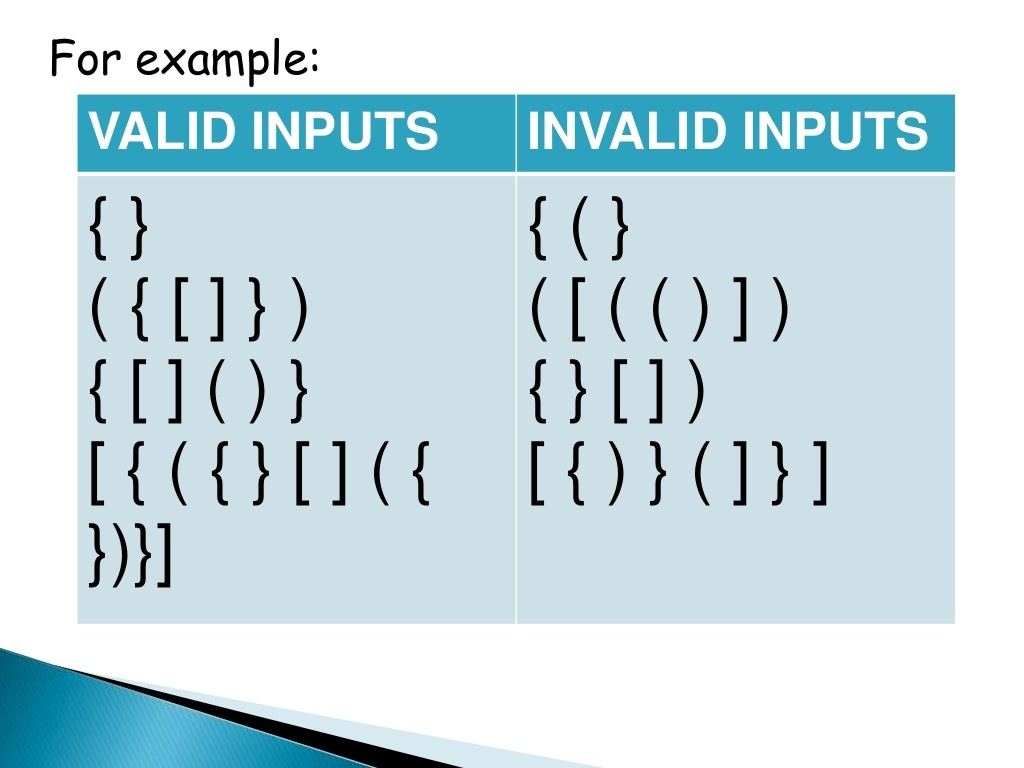 For example:
VALID INPUTS
INVALID INPUTS
{ }
( { [ ] } )
{ [ ] ( ) }
[ { ( { } [ ] ( {
})}]
{ ( }
( [ ( ( ) ] )
{ } [ ] )
[ { ) } ( ] } ]